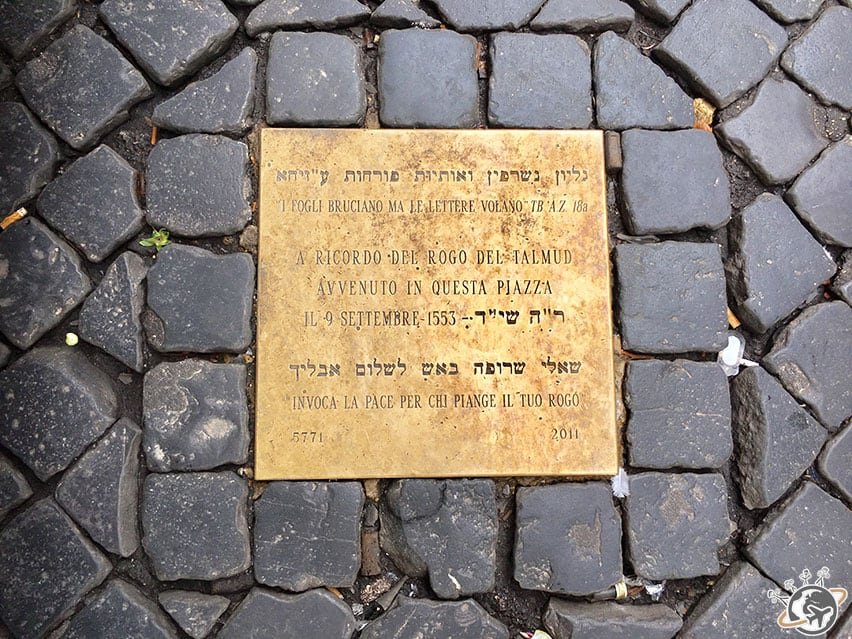 גליון נשרפין ואותיות פורחות ע״ז יח׳א
"I FOGLI BRUCIANO MA LE LETTERE VOLANO" TB ‘A.Z. 18a
A RICORDO DEL ROGO DEL TALMUD
AVVENUTO IN QUESTA PIAZZA
IL 9 SETTEMBRE 1553 – ר״ה שי״ד
שאלי שרופה באש לשלום אבליך
"INVOCA LA PACE PER CHI PIANGE IL TUO ROGO"
5771 2011